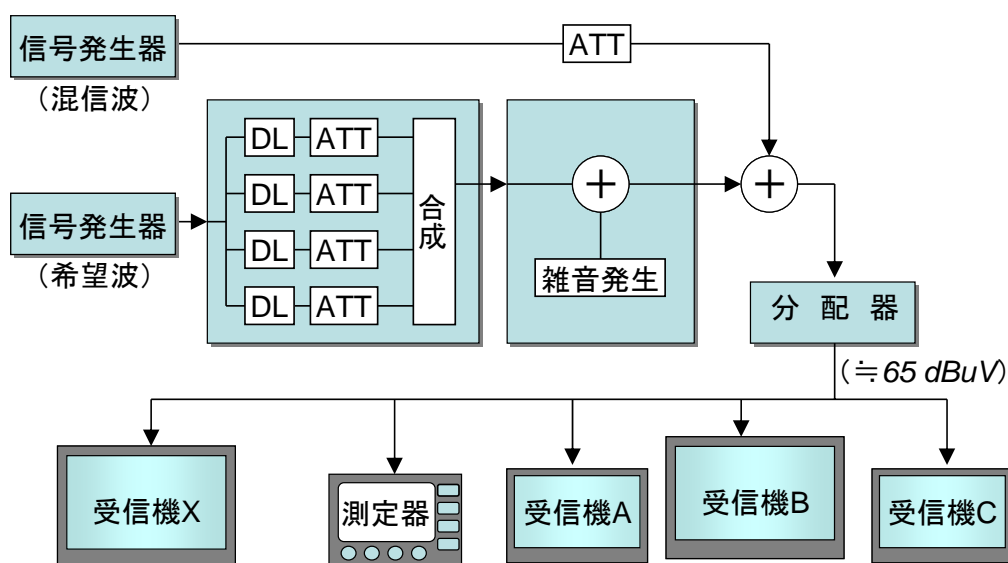 信号発生器
(混信波)
ATT
信号発生器
(希望波)
DL ATT
DL ATT
DL ATT
DL ATT
合成
+
雑音発生
+
分 配 器
(≒65 dBuV)
受信機X
測定器
受信機A
受信機B
受信機C